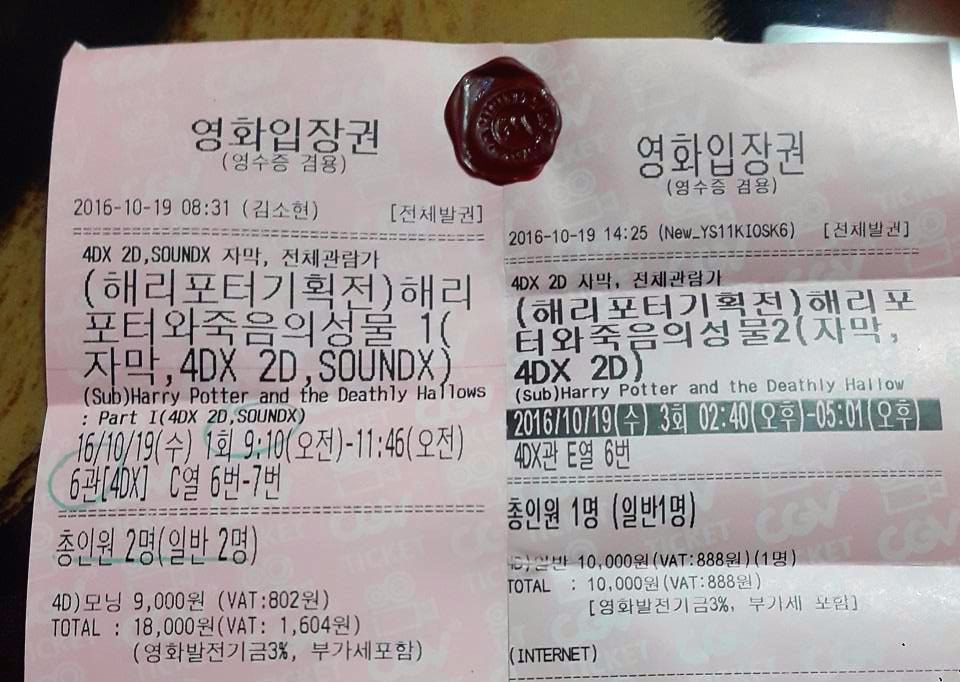 영화입장권
(영수증 겸용)
2016-10-19 08:31 (김소현) [전체발권]
4DX 2D,SOUNDX 자막, 전체관람가
(해리포터기획전)해리
포터와죽음의성물 1(
자막,4DX 2D,SOUNDX)
(Sub)Harry Potter and the Deathly Hallows
: Part I(4DX 2D,SOUNDX)
16/10/19(수) 1회 9:10(오전)-11:46(오전)
6관[4DX] C열 6번-7번
총인원 2명(일반 2명)
4D)모닝 9,000원 (VAT:802원)
TOTAL : 18,000원(VAT: 1,604원)
(영화발전기금3%, 부가세포함)
영화입장권
(영수증 겸용)
2016-10-19 14:25 (New_YS11KIOSK6) [전체발권]
4DX 2D 자막, 전체관람가
(해리포터기획전)해리포
터와죽음의성물2(자막,
4DX 2D)
(Sub)Harry Potter and the Deathly Hallow
2016/10/19(수) 3회 02:40(오후)-05:01(오후)
4DX관 E열 6번
총인원 1명 (일반1명)
4D)일반 10,000원(VAT:888원)(1명)
TOTAL : 10,000원(VAT:888원)
[영화발전기금3%, 부가세 포함]
(INTERNET)